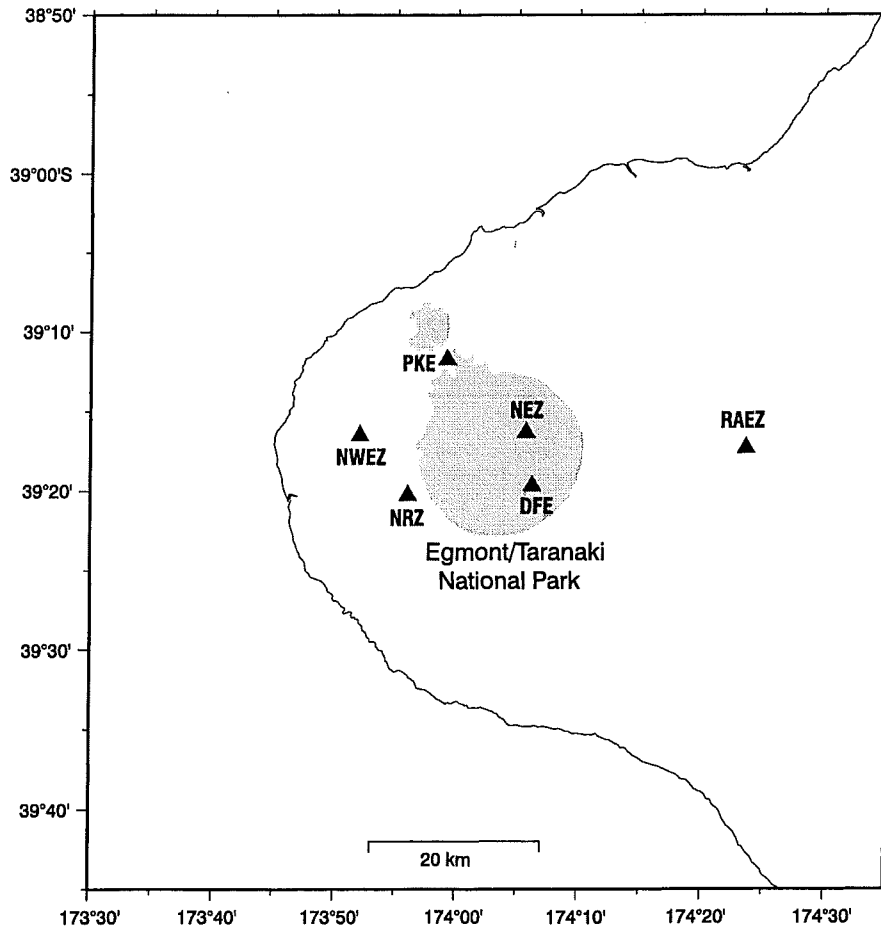 38°50'
39°00'S
39°10'
PKE
NEZ
RAEZ
NWEZ
39°20'
NRZ
DFE
Egmont/Taranaki
National Park
39°30'
39°40'
20 km
173°30'
173°40'
173°50'
174°00'
174°10'
174°20'
174°30'